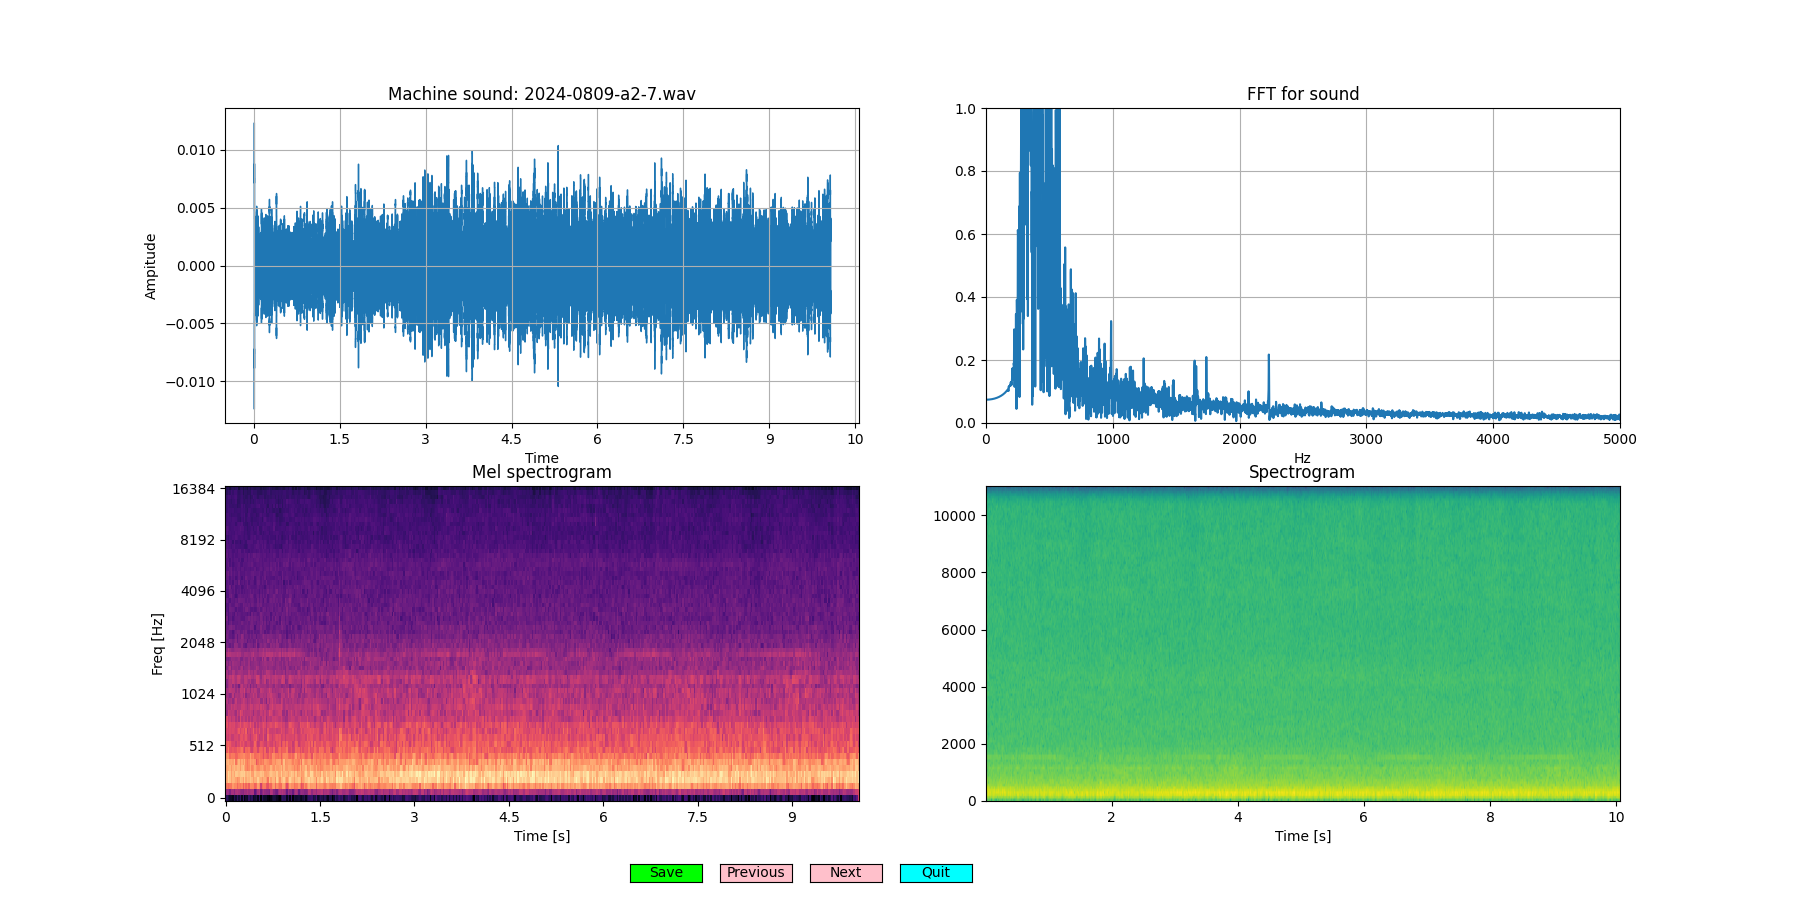 Machine sound: 2024-0809-a2-7.wav
0.010
0.005
0.000
−0.005
−0.010
Ampitude
0 1.5 3 4.5 6 7.5 9 10
Time
FFT for sound
1.0
0.8
0.6
0.4
0.2
0.0
0 1000 2000 3000 4000 5000
Hz
Mel spectrogram
16384
8192
4096
2048
1024
512
0
Freq [Hz]
0 1.5 3 4.5 6 7.5 9
Time [s]
Spectrogram
10000
8000
6000
4000
2000
0
2 4 6 8 10
Time [s]
Save Previous Next Quit